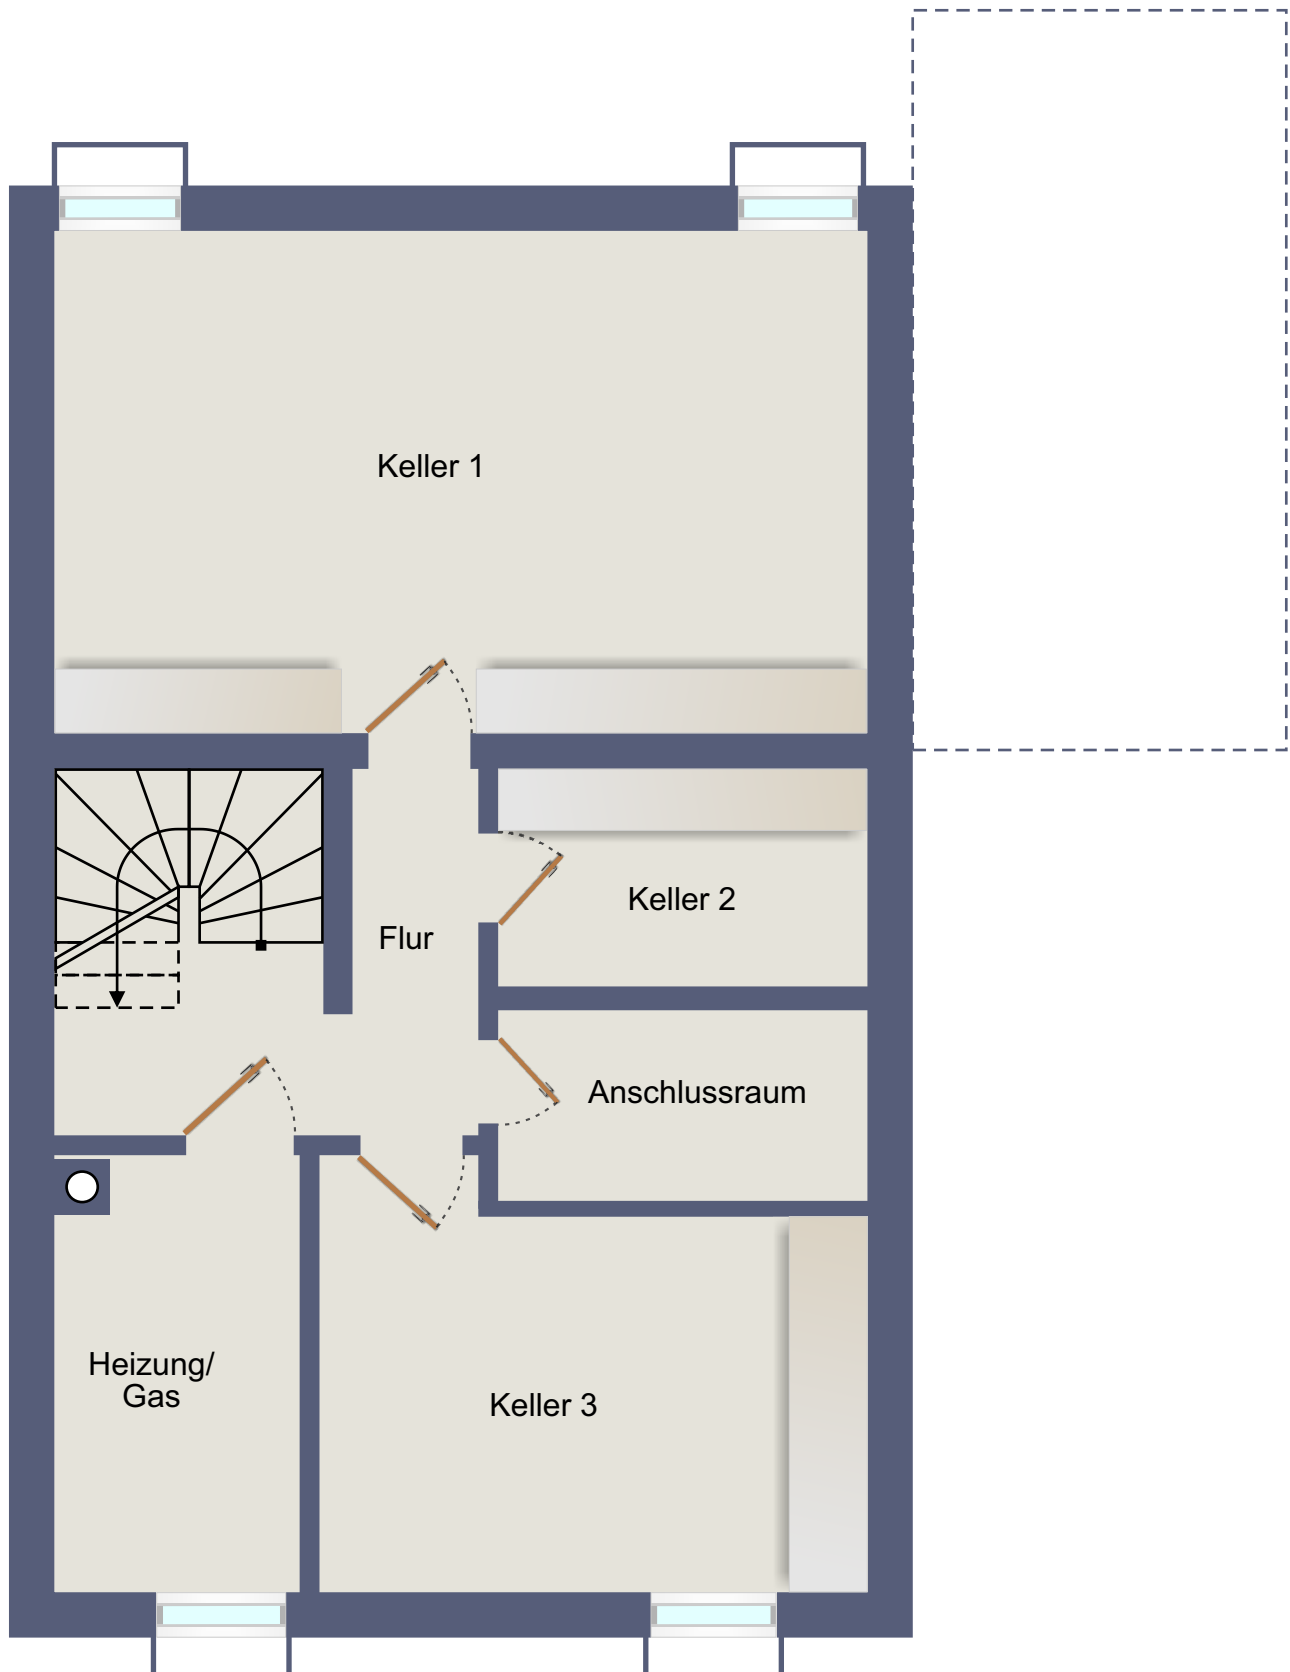 Keller 1
Keller 2
Flur
Anschlussraum
Heizung/
Gas
Keller 3